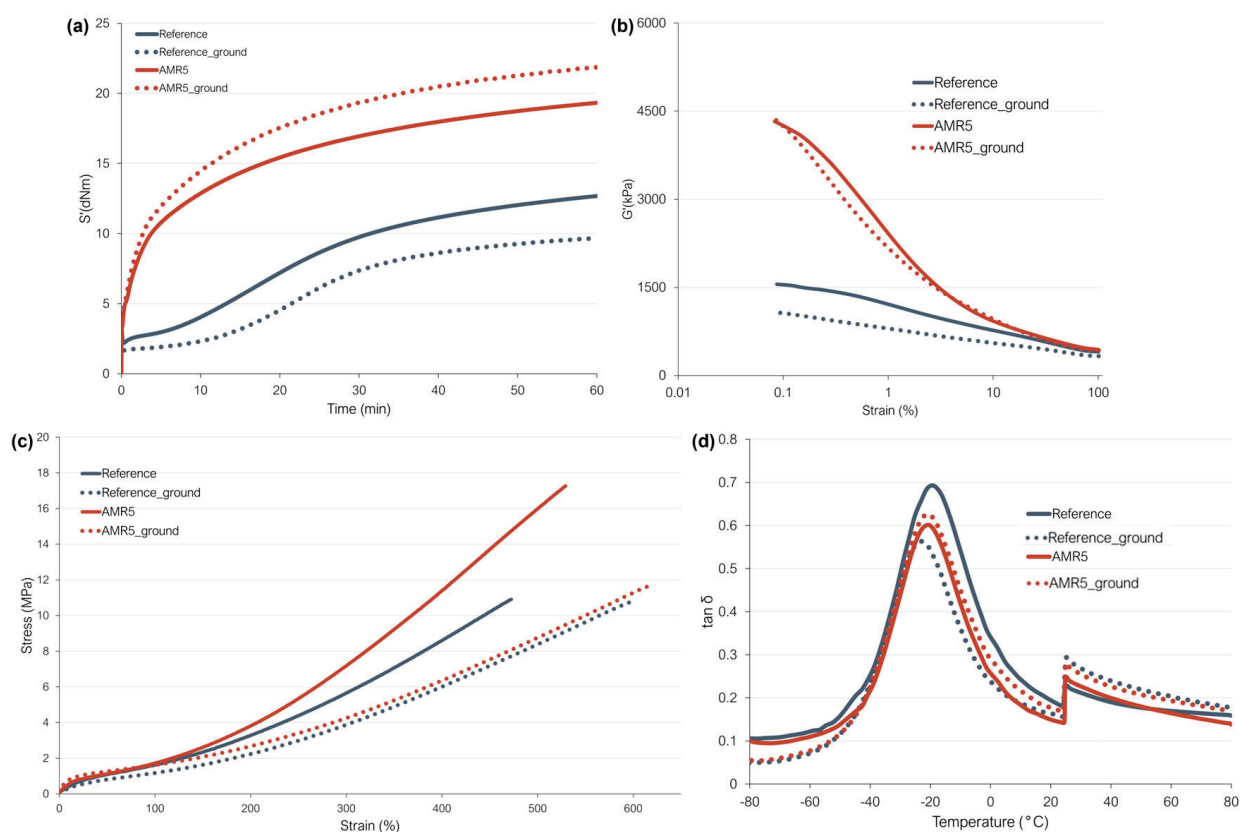 (a)
Reference
Reference_ground
AMR5
AMR5_ground
25
20
15
10
5
0
S'(dNm)
0 10 20 30 40 50 60
Time (min)
(b)
Reference
Reference_ground
AMR5
AMR5_ground
6000
4500
3000
1500
0
G'(kPa)
0.01 0.1 1 10 100
Strain (%)
(c)
Reference
Reference_ground
AMR5
AMR5_ground
20
18
16
14
12
10
8
6
4
2
0
Stress (MPa)
0 100 200 300 400 500 600
Strain (%)
(d)
Reference
Reference_ground
AMR5
AMR5_ground
0.8
0.7
0.6
0.5
0.4
0.3
0.2
0.1
0
tan δ
-80 -60 -40 -20 0 20 40 60 80
Temperature (°C)